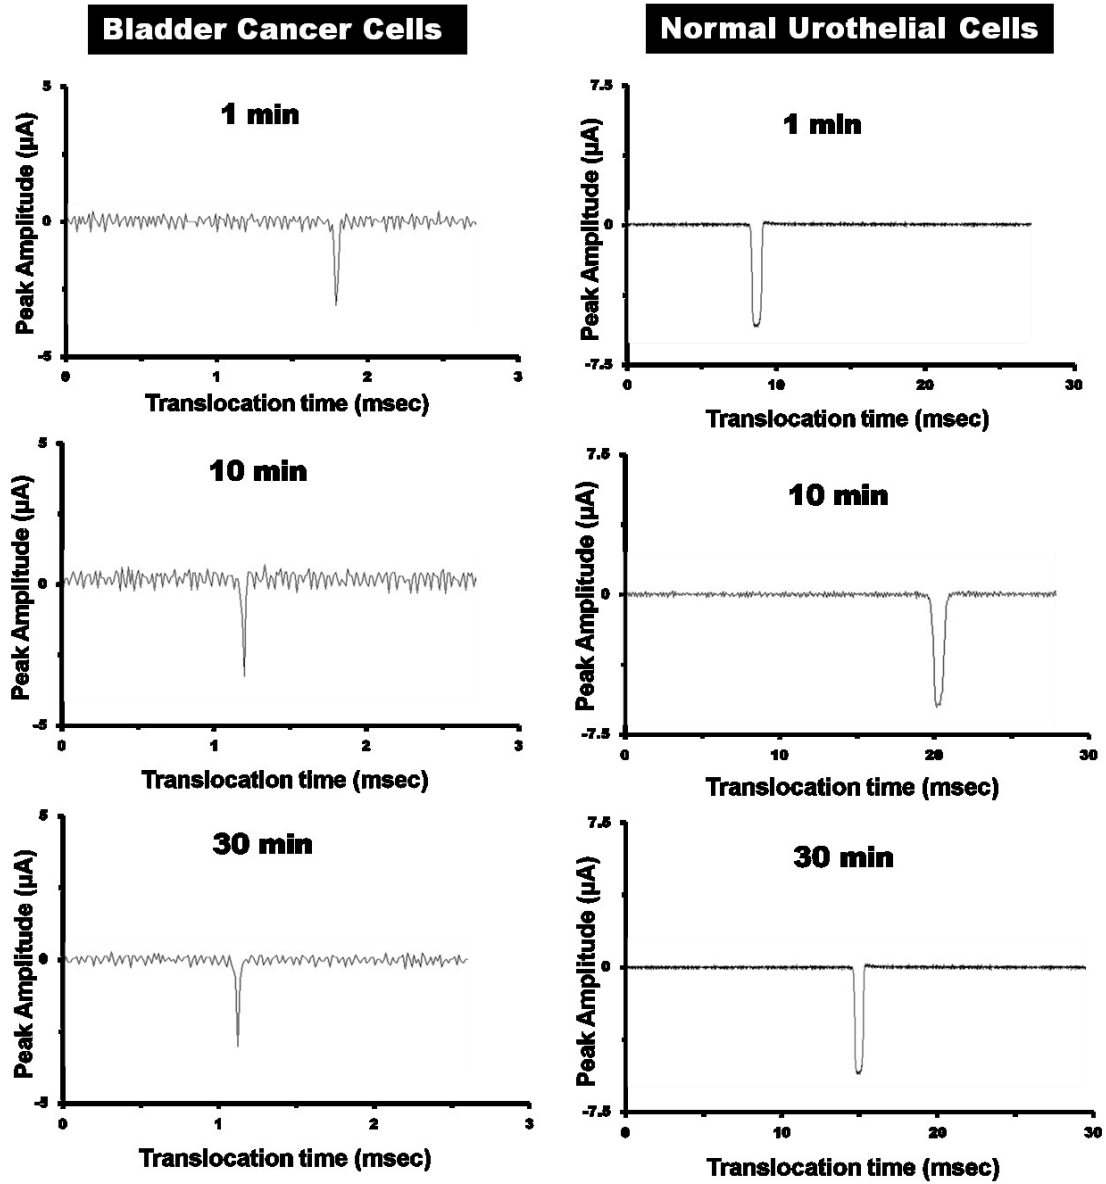 Bladder Cancer Cells
Normal Urothelial Cells
5
1 min
Peak Amplitude (µA)
0
-5
0 1 2 3
Translocation time (msec)
7.5
1 min
Peak Amplitude (µA)
0
-7.5
0 10 20 30
Translocation time (msec)
5
10 min
Peak Amplitude (µA)
0
-5
0 1 2 3
Translocation time (msec)
7.5
10 min
Peak Amplitude (µA)
0
-7.5
0 10 20 30
Translocation time (msec)
5
30 min
Peak Amplitude (µA)
0
-5
0 1 2 3
Translocation time (msec)
7.5
30 min
Peak Amplitude (µA)
0
-7.5
0 10 20 30
Translocation time (msec)